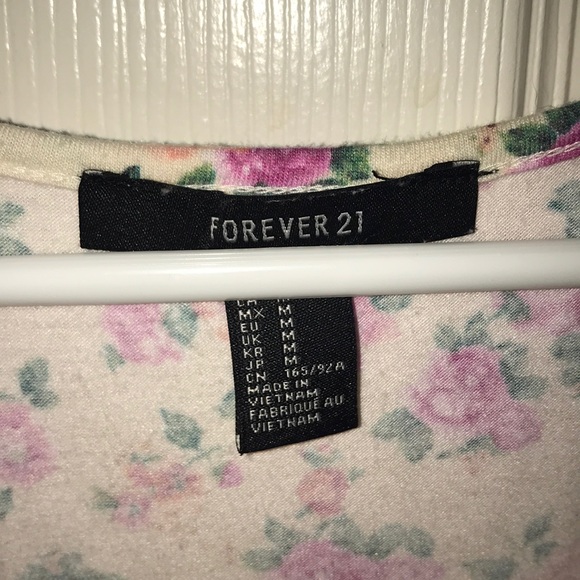 FOREVER 21
MX M
EU M
UK M
KR M
JP M
CN 165/92A
MADE IN
VIETNAM
FABRIQUÉ AU
VIETNAM